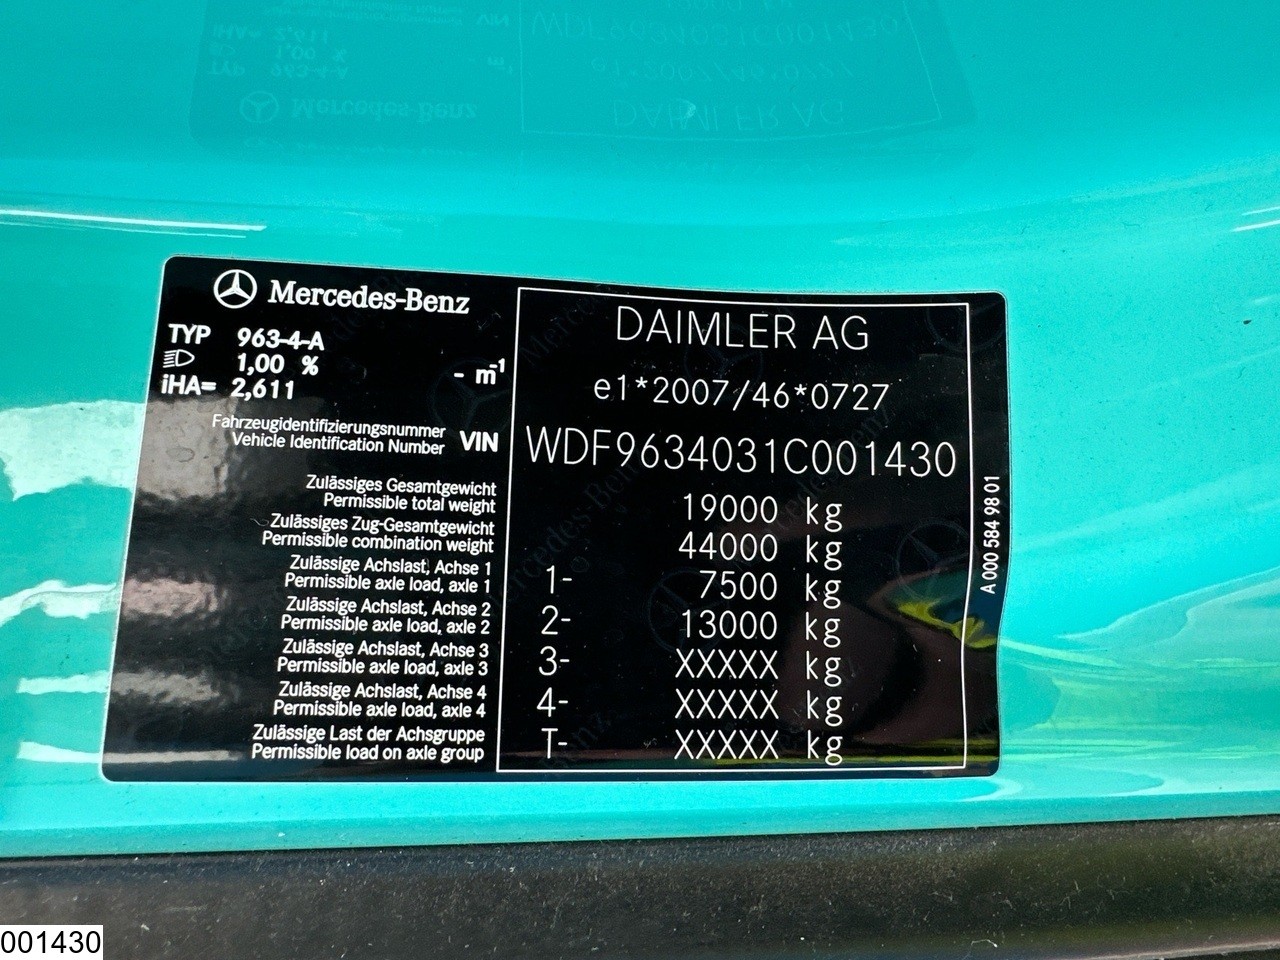 Mercedes-Benz
TYP 963-4-A
1,00 % - m⁻¹
iHA= 2,611
DAIMLER AG
e1*2007/46*0727
Fahrzeugidentifizierungsnummer
Vehicle Identification Number VIN WDF9634031C001430
Zulässiges Gesamtgewicht
Permissible total weight 19000 kg
Zulässiges Zug-Gesamtgewicht
Permissible combination weight 44000 kg
Zulässige Achslast, Achse 1
Permissible axle load, axle 1 1- 7500 kg
Zulässige Achslast, Achse 2
Permissible axle load, axle 2 2- 13000 kg
Zulässige Achslast, Achse 3
Permissible axle load, axle 3 3- XXXXX kg
Zulässige Achslast, Achse 4
Permissible axle load, axle 4 4- XXXXX kg
Zulässige Last der Achsgruppe
Permissible load on axle group T- XXXXX kg
A 000 584 98 01
001430